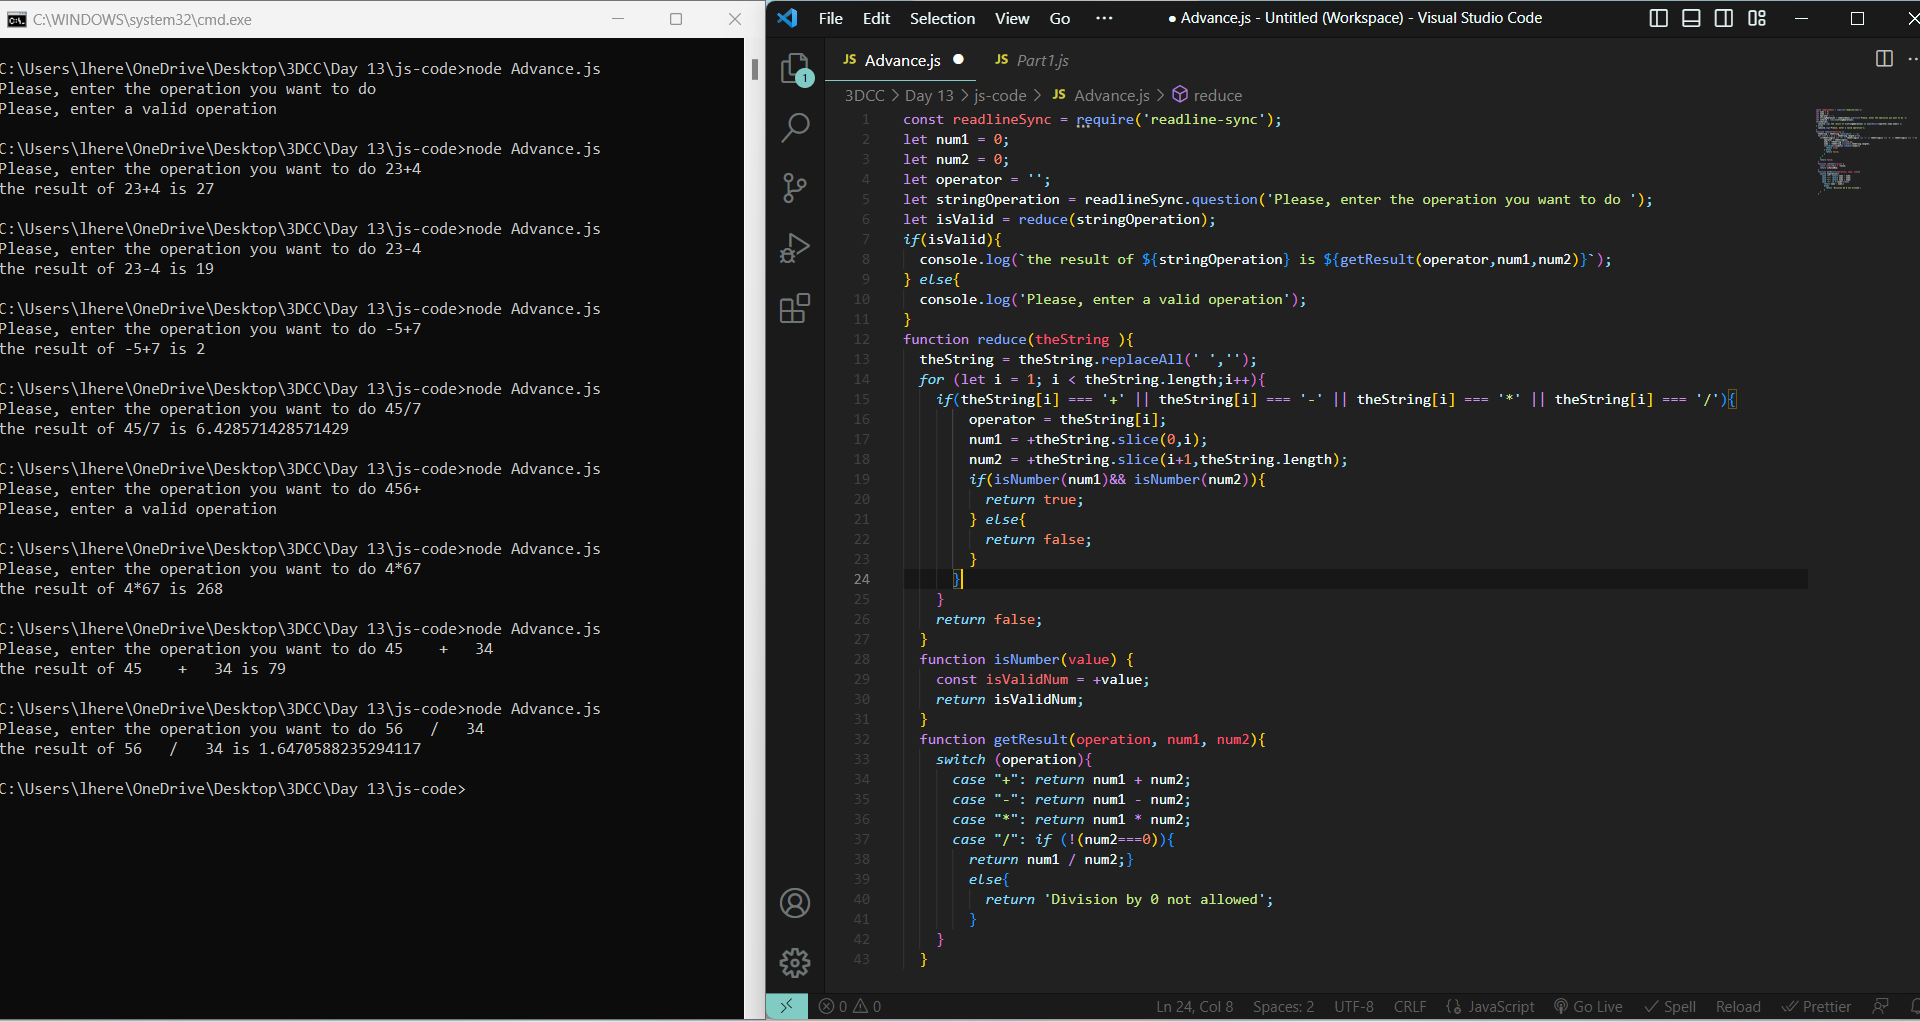 C:\WINDOWS\system32\cmd.exe
C:\Users\lhere\OneDrive\Desktop\3DCC\Day 13\js-code>node Advance.js
Please, enter the operation you want to do
Please, enter a valid operation
C:\Users\lhere\OneDrive\Desktop\3DCC\Day 13\js-code>node Advance.js
Please, enter the operation you want to do 23+4
the result of 23+4 is 27
C:\Users\lhere\OneDrive\Desktop\3DCC\Day 13\js-code>node Advance.js
Please, enter the operation you want to do 23-4
the result of 23-4 is 19
C:\Users\lhere\OneDrive\Desktop\3DCC\Day 13\js-code>node Advance.js
Please, enter the operation you want to do -5+7
the result of -5+7 is 2
C:\Users\lhere\OneDrive\Desktop\3DCC\Day 13\js-code>node Advance.js
Please, enter the operation you want to do 45/7
the result of 45/7 is 6.428571428571429
C:\Users\lhere\OneDrive\Desktop\3DCC\Day 13\js-code>node Advance.js
Please, enter the operation you want to do 456+
Please, enter a valid operation
C:\Users\lhere\OneDrive\Desktop\3DCC\Day 13\js-code>node Advance.js
Please, enter the operation you want to do 4*67
the result of 4*67 is 268
C:\Users\lhere\OneDrive\Desktop\3DCC\Day 13\js-code>node Advance.js
Please, enter the operation you want to do 45    +   34
the result of 45    +   34 is 79
C:\Users\lhere\OneDrive\Desktop\3DCC\Day 13\js-code>node Advance.js
Please, enter the operation you want to do 56   /   34
the result of 56   /   34 is 1.6470588235294117
C:\Users\lhere\OneDrive\Desktop\3DCC\Day 13\js-code>
File Edit Selection View Go ··· ● Advance.js - Untitled (Workspace) - Visual Studio Code
JS Advance.js ● JS Part1.js
1
3DCC > Day 13 > js-code > JS Advance.js > reduce
1 const readlineSync = require('readline-sync');
2 let num1 = 0;
3 let num2 = 0;
4 let operator = '';
5 let stringOperation = readlineSync.question('Please, enter the operation you want to do ');
6 let isValid = reduce(stringOperation);
7 if(isValid){
8   console.log(`the result of ${stringOperation} is ${getResult(operator,num1,num2)}`);
9 } else{
10   console.log('Please, enter a valid operation');
11 }
12 function reduce(theString ){
13   theString = theString.replaceAll(' ','');
14   for (let i = 1; i < theString.length;i++){
15     if(theString[i] === '+' || theString[i] === '-' || theString[i] === '*' || theString[i] === '/'){
16         operator = theString[i];
17         num1 = +theString.slice(0,i);
18         num2 = +theString.slice(i+1,theString.length);
19         if(isNumber(num1)&& isNumber(num2)){
20           return true;
21         } else{
22           return false;
23         }
24       }
25     }
26     return false;
27   }
28   function isNumber(value) {
29     const isValidNum = +value;
30     return isValidNum;
31   }
32   function getResult(operation, num1, num2){
33     switch (operation){
34       case "+": return num1 + num2;
35       case "-": return num1 - num2;
36       case "*": return num1 * num2;
37       case "/": if (!(num2===0)){
38         return num1 / num2;}
39         else{
40           return 'Division by 0 not allowed';
41         }
42     }
43   }
0 0 Ln 24, Col 8 Spaces: 2 UTF-8 CRLF {} JavaScript Go Live Spell Reload Prettier